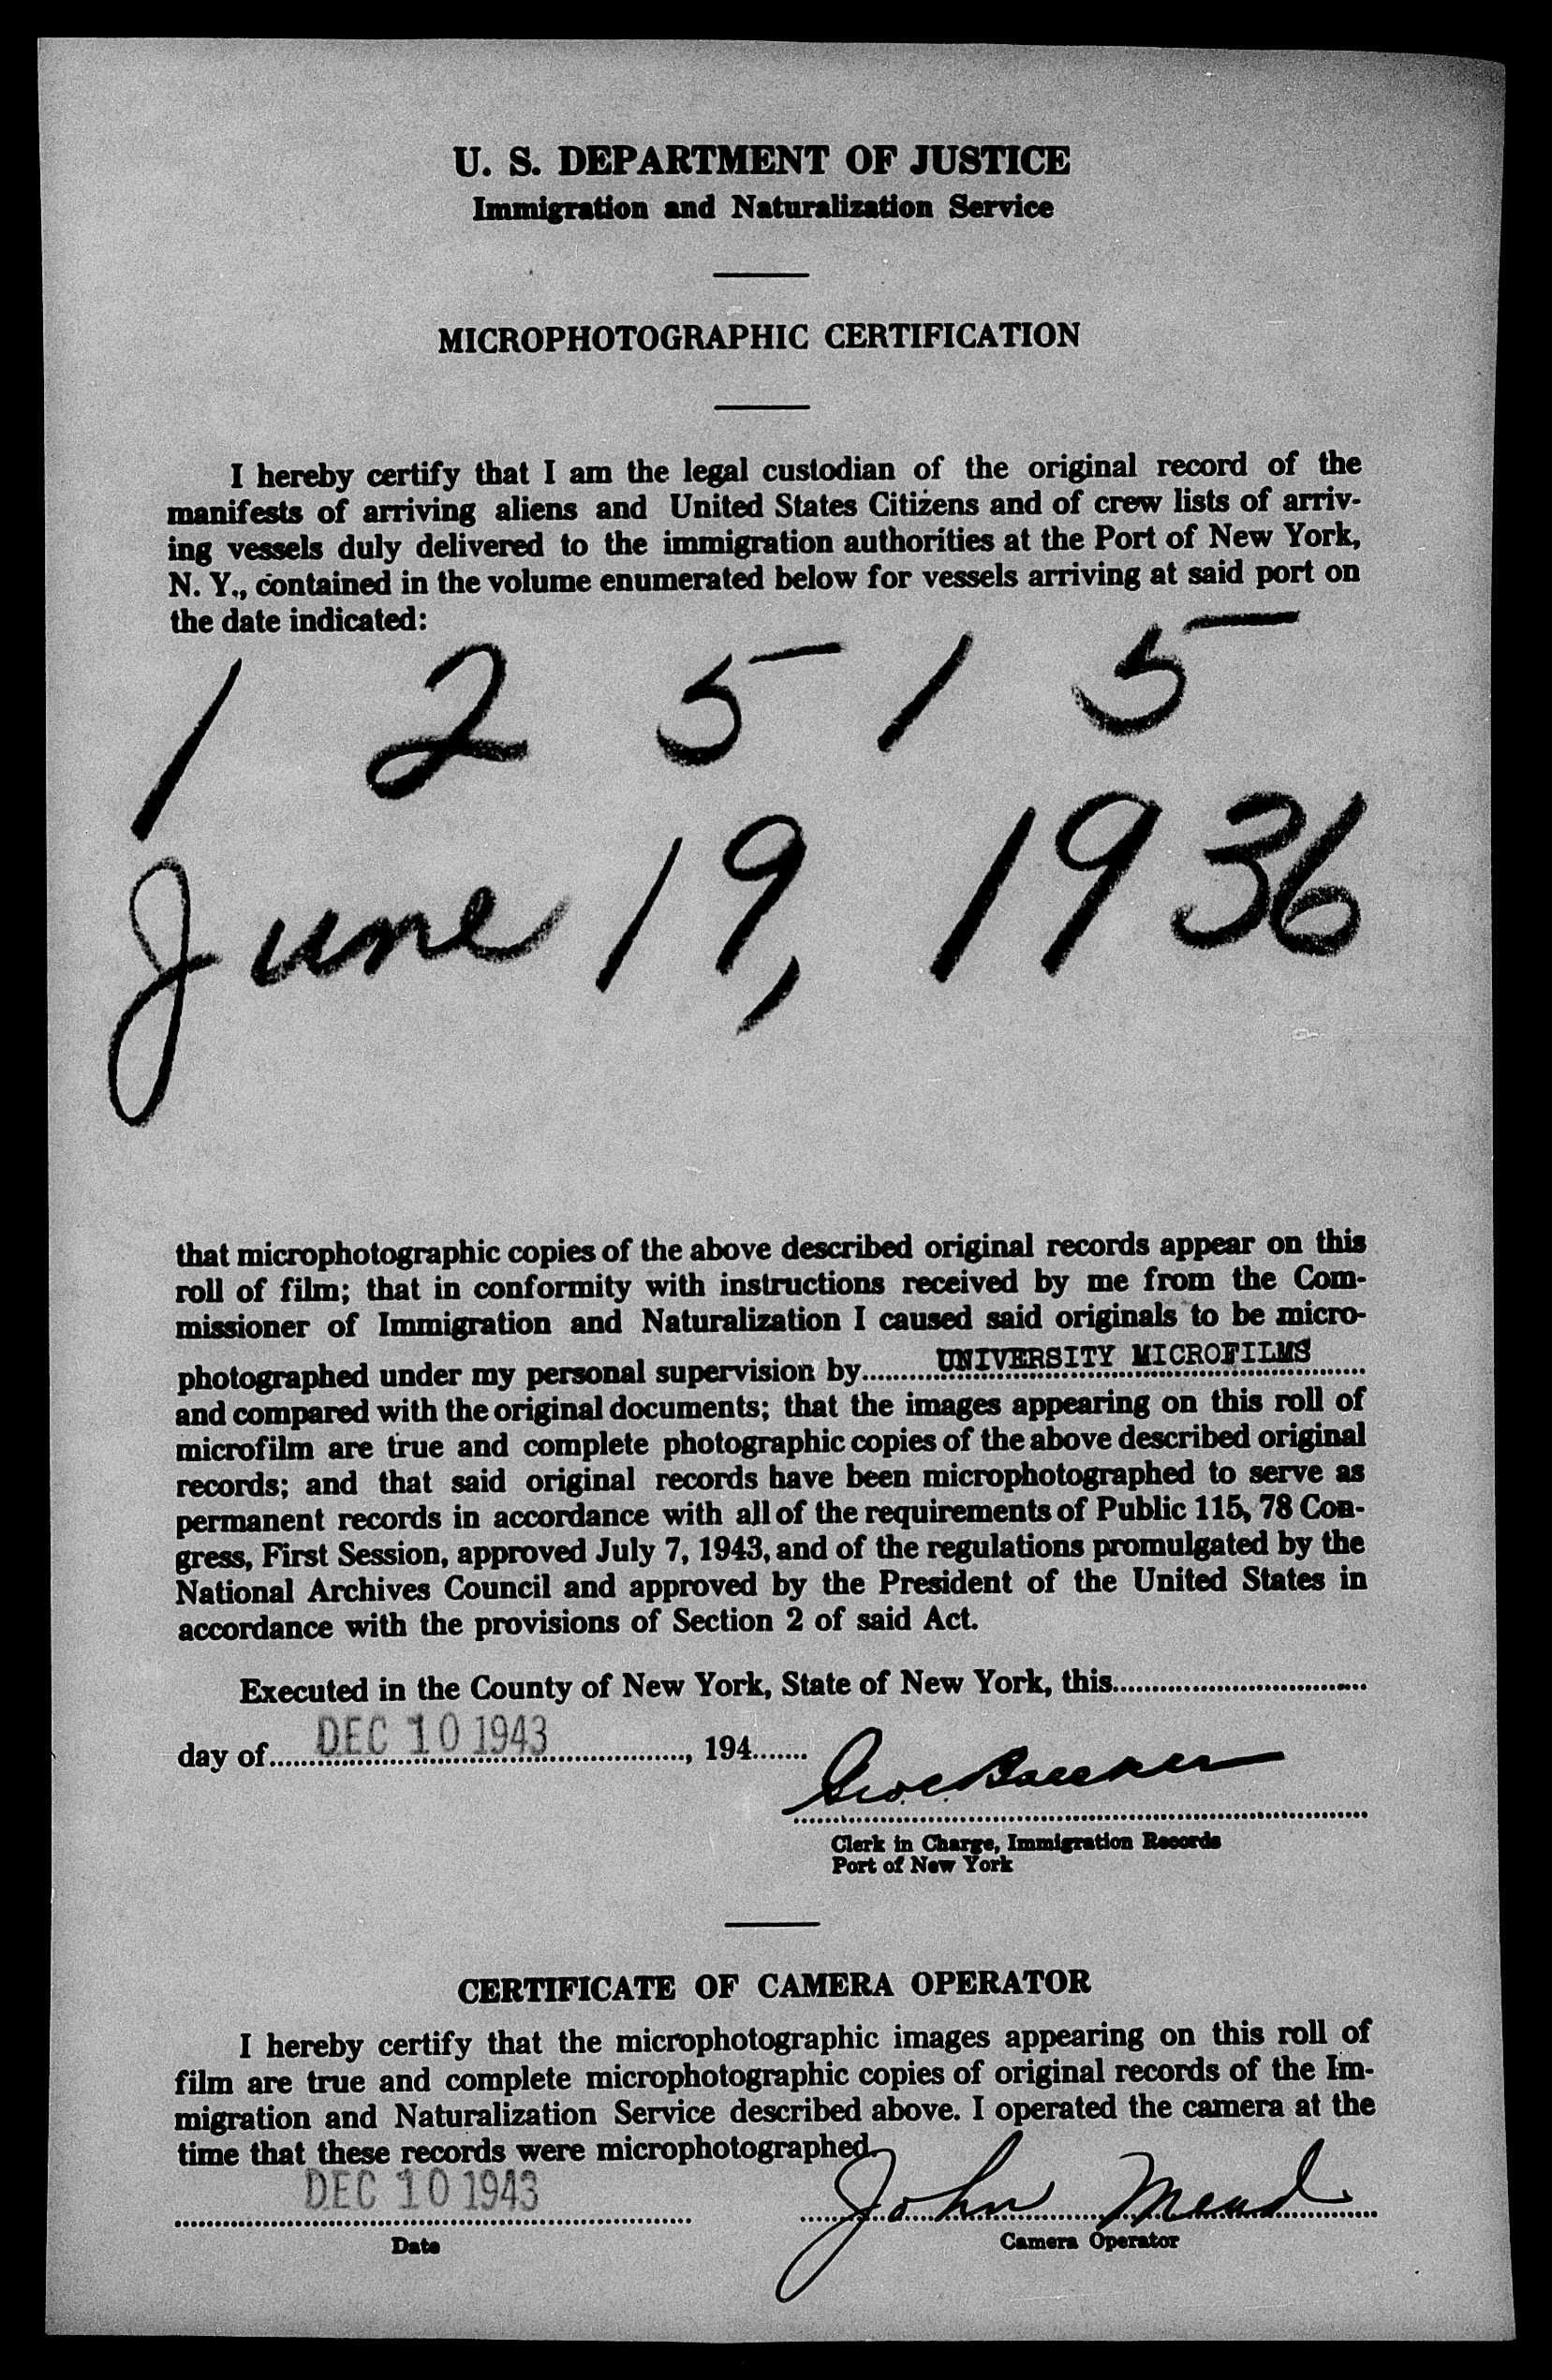 U. S. DEPARTMENT OF JUSTICE
Immigration and Naturalization Service
MICROPHOTOGRAPHIC CERTIFICATION
I hereby certify that I am the legal custodian of the original record of the
manifests of arriving aliens and United States Citizens and of crew lists of arriv-
ing vessels duly delivered to the immigration authorities at the Port of New York,
N. Y., contained in the volume enumerated below for vessels arriving at said port on
the date indicated:
1 2 5 1 5
June 19, 1936
that microphotographic copies of the above described original records appear on this
roll of film; that in conformity with instructions received by me from the Com-
missioner of Immigration and Naturalization I caused said originals to be micro-
photographed under my personal supervision by UNIVERSITY MICROFILMS
and compared with the original documents; that the images appearing on this roll of
microfilm are true and complete photographic copies of the above described original
records; and that said original records have been microphotographed to serve as
permanent records in accordance with all of the requirements of Public 115, 78 Con-
gress, First Session, approved July 7, 1943, and of the regulations promulgated by the
National Archives Council and approved by the President of the United States in
accordance with the provisions of Section 2 of said Act.
Executed in the County of New York, State of New York, this
day of DEC 10 1943, 194
Clerk in Charge, Immigration Records
Port of New York
CERTIFICATE OF CAMERA OPERATOR
I hereby certify that the microphotographic images appearing on this roll of
film are true and complete microphotographic copies of original records of the Im-
migration and Naturalization Service described above. I operated the camera at the
time that these records were microphotographed.
DEC 10 1943 John Mead
Date Camera Operator